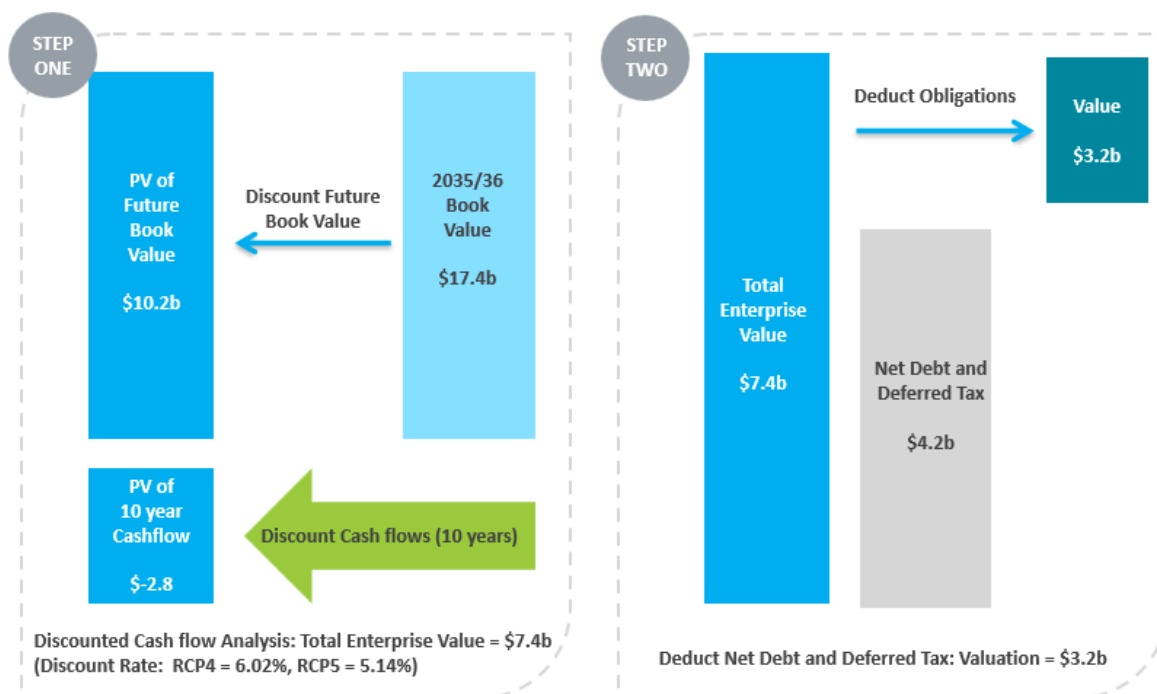 STEP
ONE
PV of
Future
Book
Value
$10.2b
Discount Future
Book Value
2035/36
Book
Value
$17.4b
PV of
10 year
Cashflow
$-2.8
Discount Cash flows (10 years)
Discounted Cash flow Analysis: Total Enterprise Value = $7.4b
(Discount Rate: RCP4 = 6.02%, RCP5 = 5.14%)
STEP
TWO
Total
Enterprise
Value
$7.4b
Deduct Obligations
Value
$3.2b
Net Debt and
Deferred Tax
$4.2b
Deduct Net Debt and Deferred Tax: Valuation = $3.2b